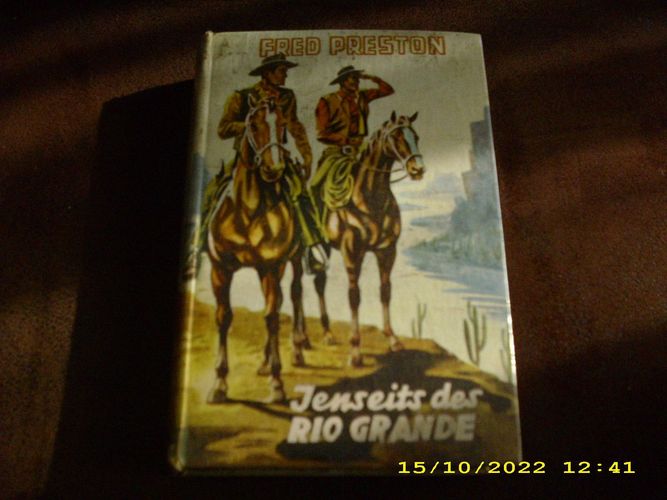 FRED PRESTON
Jenseits des
RIO GRANDE
15/10/2022 12:41